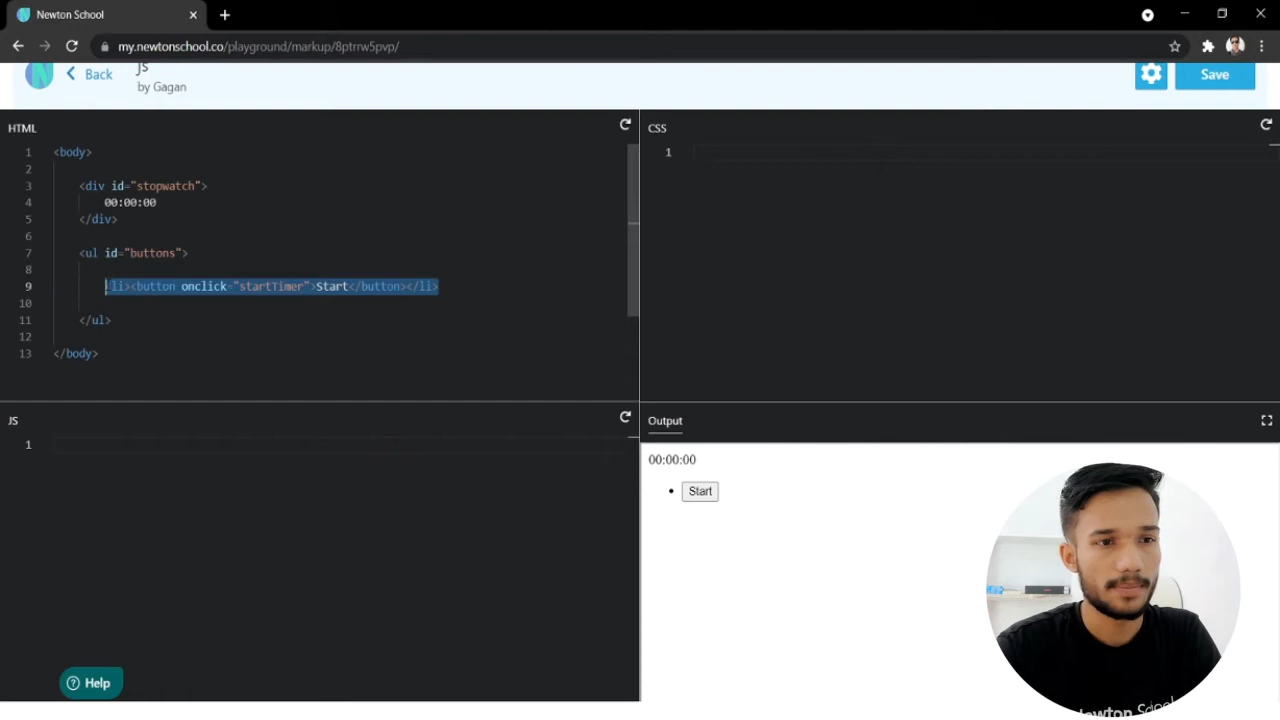 Newton School
my.newtonschool.co/playground/markup/8ptrrw5pvp/
Back
JS
by Gagan
Save
HTML
1 <body>
2
3 <div id="stopwatch">
4 00:00:00
5 </div>
6
7 <ul id="buttons">
8
9 <li><button onclick="startTimer">Start</button></li>
10
11 </ul>
12
13 </body>
CSS
1
JS
1
Output
00:00:00
• Start
Help
Newton School